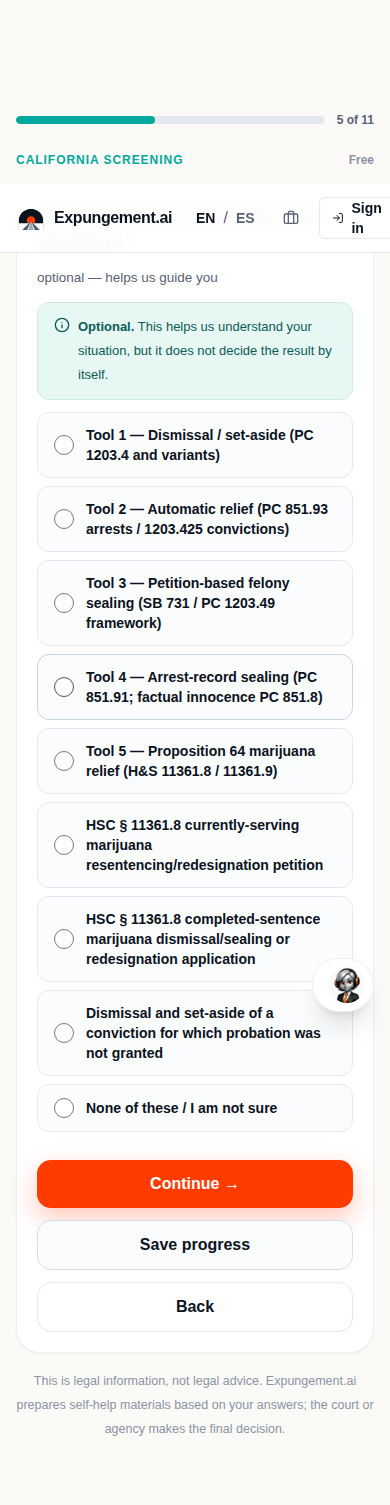 5 of 11
CALIFORNIA SCREENING
Free
Expungement.ai
EN / ES
Sign
in
optional — helps us guide you
Optional. This helps us understand your
situation, but it does not decide the result by
itself.
Tool 1 — Dismissal / set-aside (PC
1203.4 and variants)
Tool 2 — Automatic relief (PC 851.93
arrests / 1203.425 convictions)
Tool 3 — Petition-based felony
sealing (SB 731 / PC 1203.49
framework)
Tool 4 — Arrest-record sealing (PC
851.91; factual innocence PC 851.8)
Tool 5 — Proposition 64 marijuana
relief (H&S 11361.8 / 11361.9)
HSC § 11361.8 currently-serving
marijuana
resentencing/redesignation petition
HSC § 11361.8 completed-sentence
marijuana dismissal/sealing or
redesignation application
Dismissal and set-aside of a
conviction for which probation was
not granted
None of these / I am not sure
Continue →
Save progress
Back
This is legal information, not legal advice. Expungement.ai
prepares self-help materials based on your answers; the court or
agency makes the final decision.